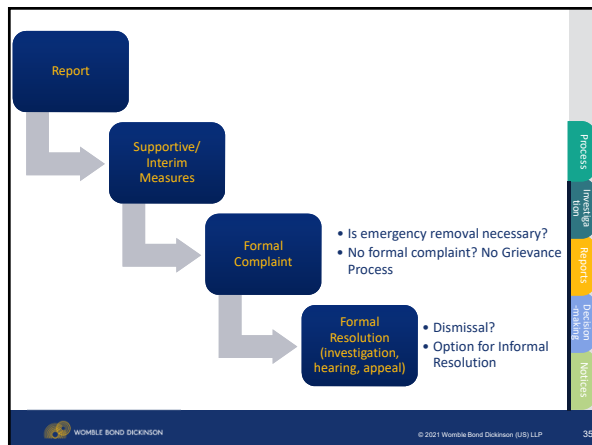 Report
Supportive/
Interim
Measures
Formal
Complaint
• Is emergency removal necessary?
• No formal complaint? No Grievance
Process
Formal
Resolution
(investigation,
hearing, appeal)
• Dismissal?
• Option for Informal
Resolution
Process
Investiga
tion
Reports
Decision
-making
Notices
WOMBLE BOND DICKINSON
© 2021 Womble Bond Dickinson (US) LLP
35